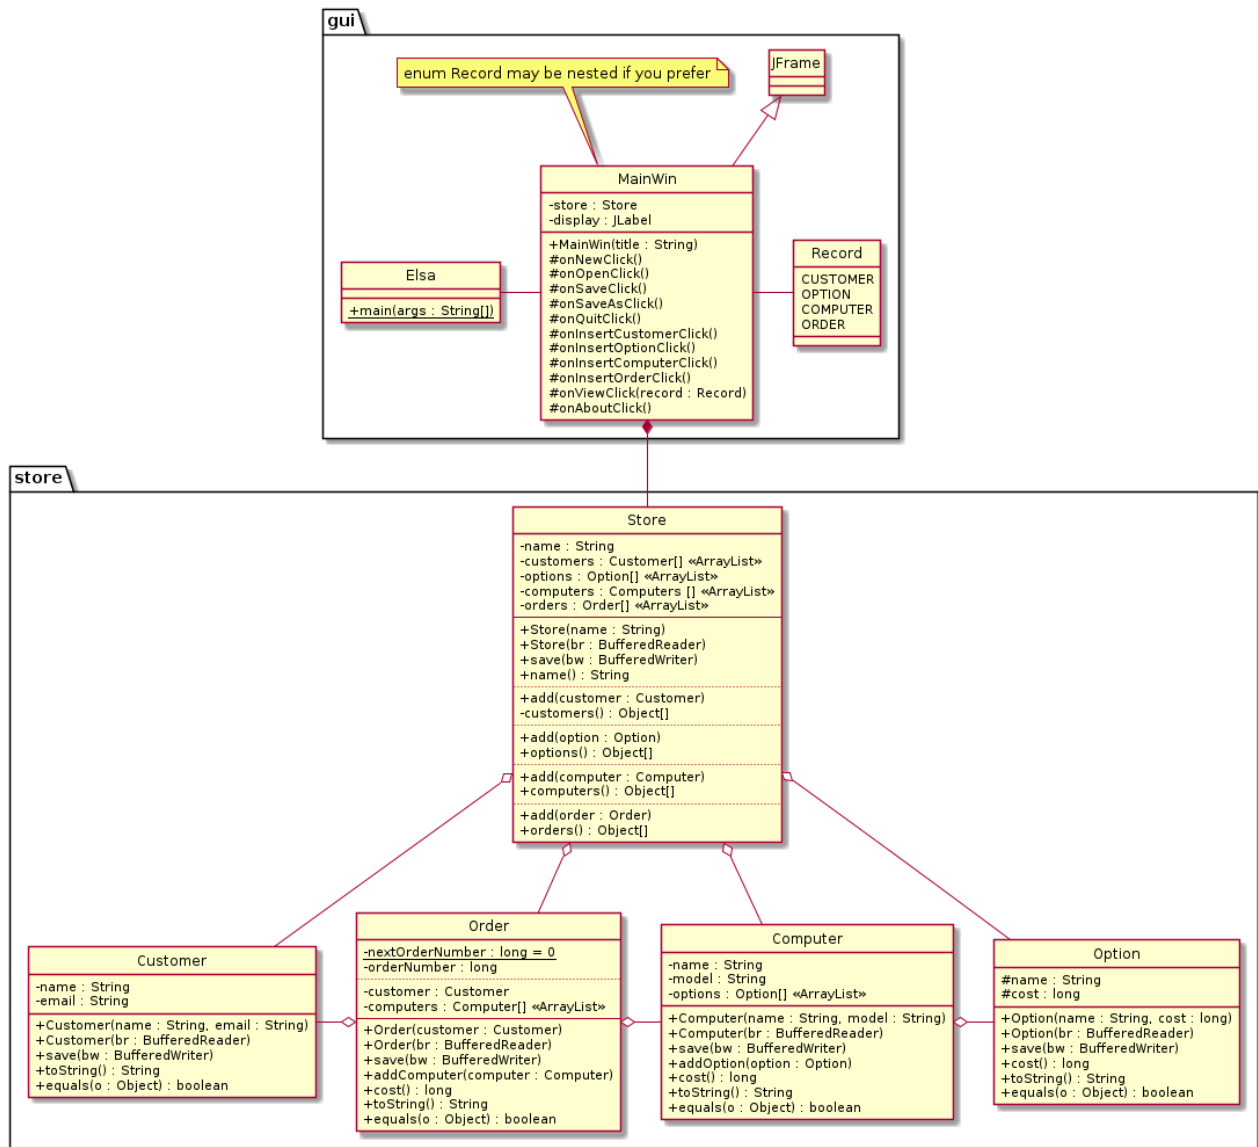 gui
enum Record may be nested if you prefer
JFrame
MainWin
-store : Store
-display : JLabel
+MainWin(title : String)
#onNewClick()
#onOpenClick()
#onSaveClick()
#onSaveAsClick()
#onQuitClick()
#onInsertCustomerClick()
#onInsertOptionClick()
#onInsertComputerClick()
#onInsertOrderClick()
#onViewClick(record : Record)
#onAboutClick()
Elsa
+main(args : String[])
Record
CUSTOMER
OPTION
COMPUTER
ORDER
store
Store
-name : String
-customers : Customer[] «ArrayList»
-options : Option[] «ArrayList»
-computers : Computers [] «ArrayList»
-orders : Order[] «ArrayList»
+Store(name : String)
+Store(br : BufferedReader)
+save(bw : BufferedWriter)
+name() : String
+add(customer : Customer)
-customers() : Object[]
+add(option : Option)
+options() : Object[]
+add(computer : Computer)
+computers() : Object[]
+add(order : Order)
+orders() : Object[]
Customer
-name : String
-email : String
+Customer(name : String, email : String)
+Customer(br : BufferedReader)
+save(bw : BufferedWriter)
+toString() : String
+equals(o : Object) : boolean
Order
-nextOrderNumber : long = 0
-orderNumber : long
-customer : Customer
-computers : Computer[] «ArrayList»
+Order(customer : Customer)
+Order(br : BufferedReader)
+save(bw : BufferedWriter)
+addComputer(computer : Computer)
+cost() : long
+toString() : String
+equals(o : Object) : boolean
Computer
-name : String
-model : String
-options : Option[] «ArrayList»
+Computer(name : String, model : String)
+Computer(br : BufferedReader)
+save(bw : BufferedWriter)
+addOption(option : Option)
+cost() : long
+toString() : String
+equals(o : Object) : boolean
Option
#name : String
#cost : long
+Option(name : String, cost : long)
+Option(br : BufferedReader)
+save(bw : BufferedWriter)
+cost() : long
+toString() : String
+equals(o : Object) : boolean